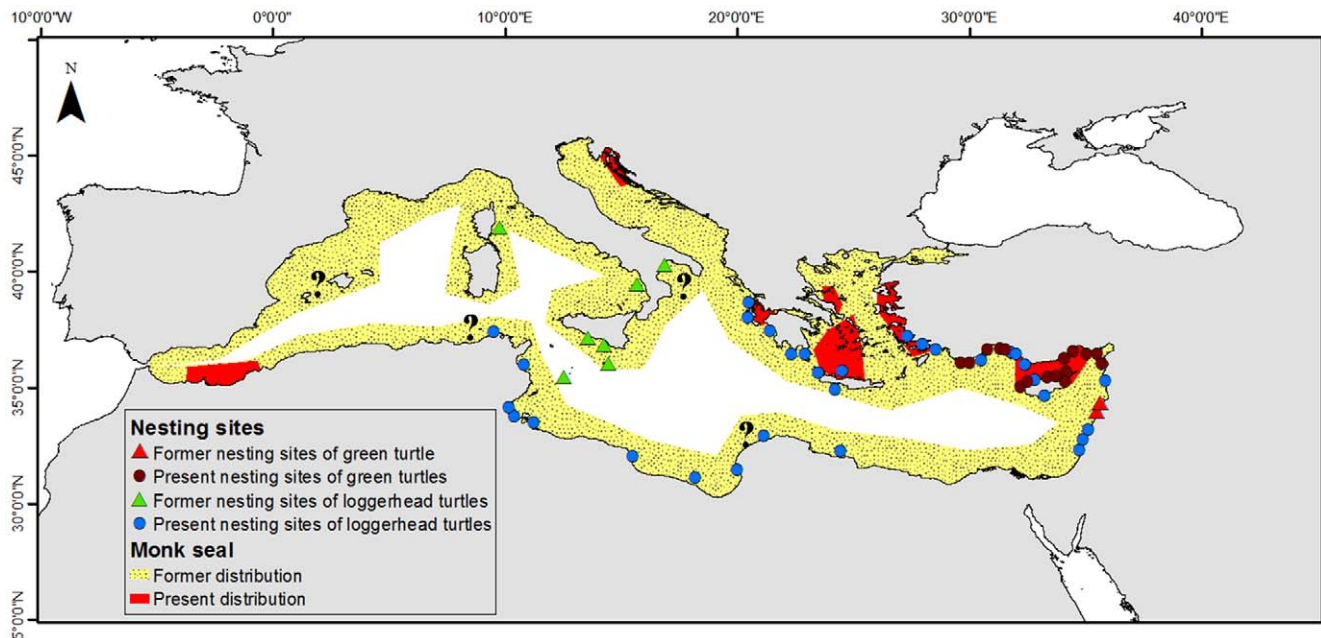 10°0'0"W 0°0'0" 10°0'0"E 20°0'0"E 30°0'0"E 40°0'0"E
N
45°0'0"N
40°0'0"N
35°0'0"N
30°0'0"N
5°0'0"N
?
?
?
?
Nesting sites
Former nesting sites of green turtle
Present nesting sites of green turtles
Former nesting sites of loggerhead turtles
Present nesting sites of loggerhead turtles
Monk seal
Former distribution
Present distribution